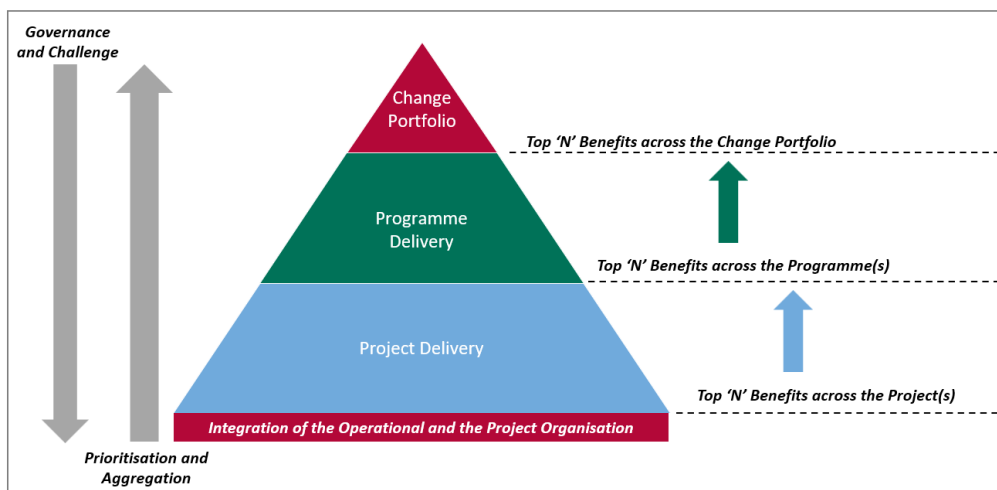 Governance
and Challenge
Change
Portfolio
Top ‘N’ Benefits across the Change Portfolio
Programme
Delivery
Top ‘N’ Benefits across the Programme(s)
Project Delivery
Top ‘N’ Benefits across the Project(s)
Integration of the Operational and the Project Organisation
Prioritisation and
Aggregation